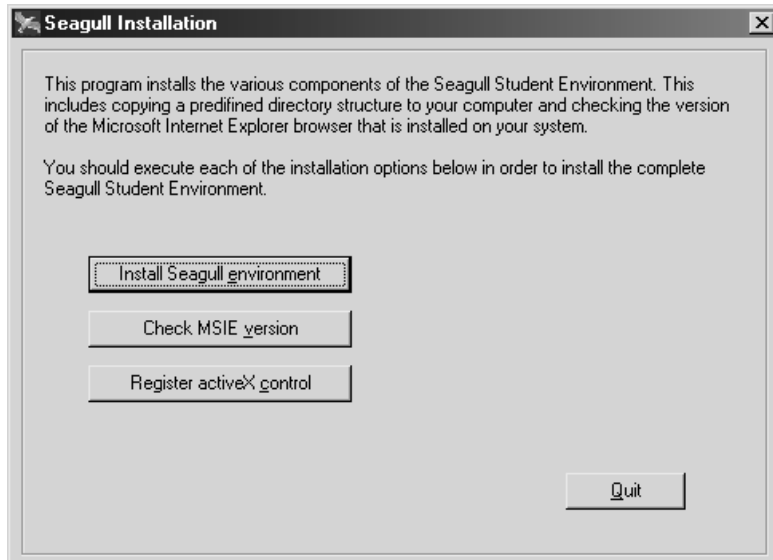 Seagull Installation
This program installs the various components of the Seagull Student Environment. This
includes copying a predifined directory structure to your computer and checking the version
of the Microsoft Internet Explorer browser that is installed on your system.
You should execute each of the installation options below in order to install the complete
Seagull Student Environment.
Install Seagull environment
Check MSIE version
Register activeX control
Quit